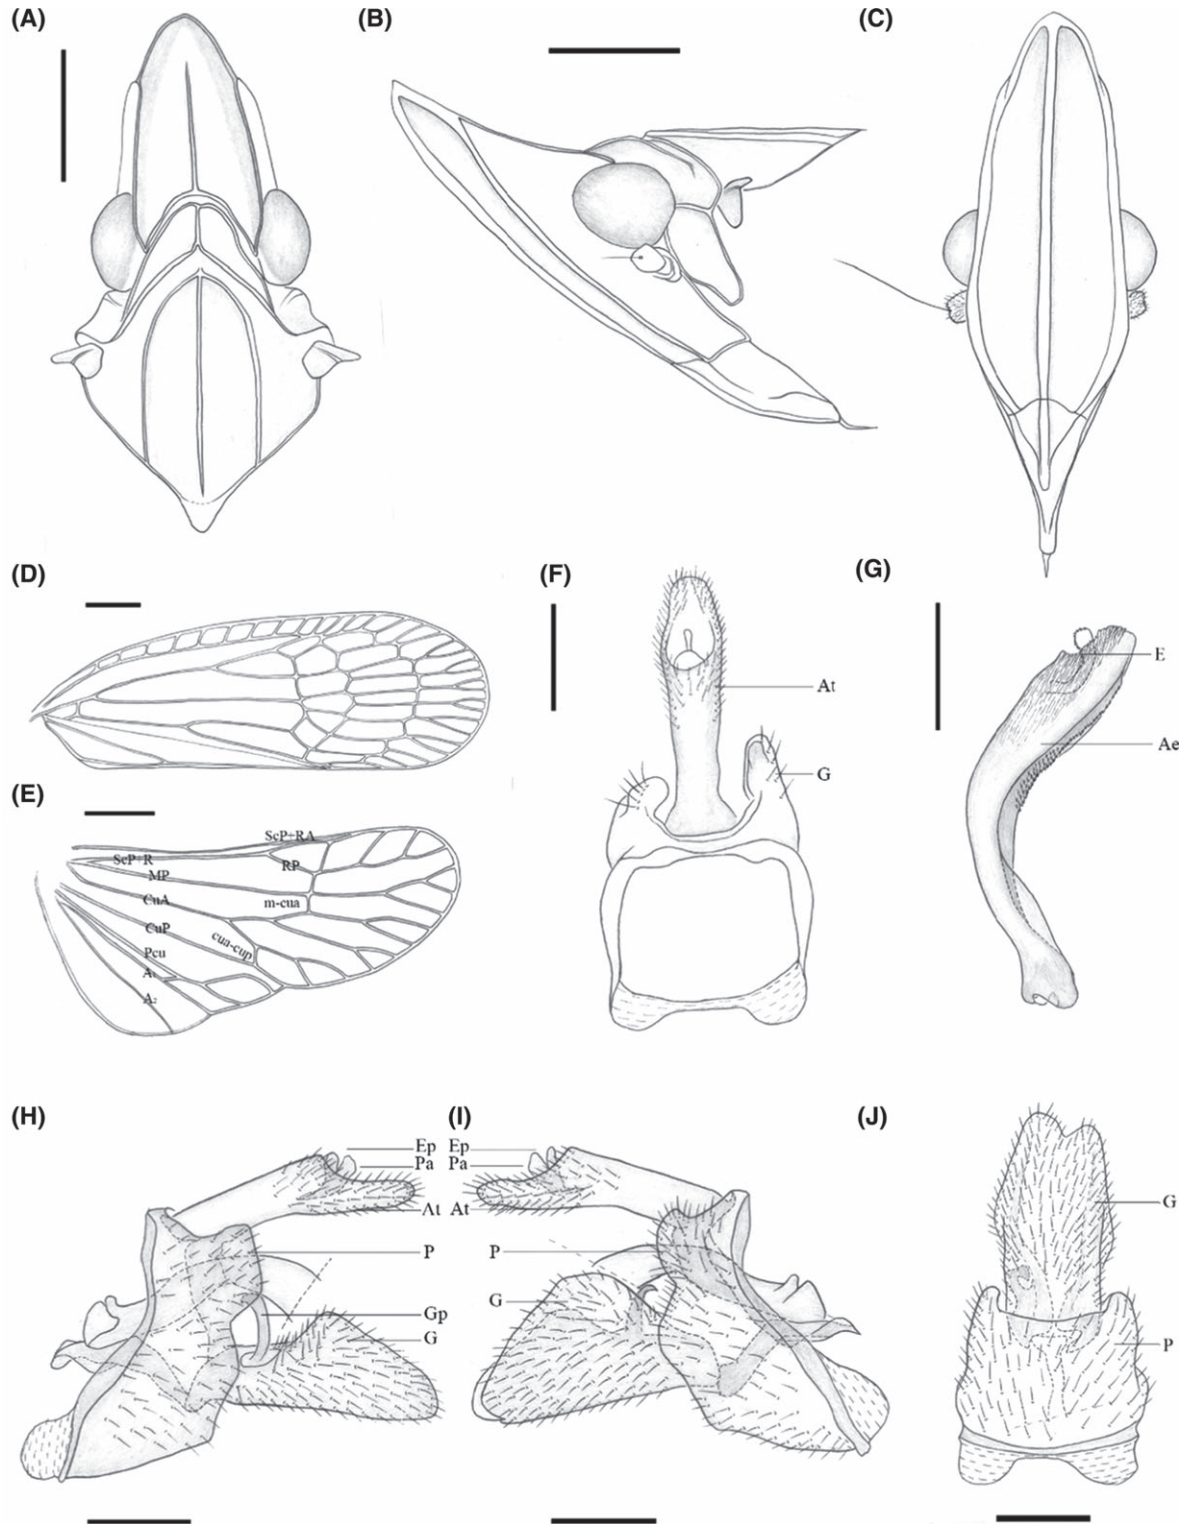 (A)
(B)
(C)
(D)
(E)
ScP+RA
ScP+R
RP
MP
CuA
m-cua
CuP
cua-cup
Pcu
A₁
A₂
(F)
At
G
(G)
E
Ae
(H)
Ep
Pa
At
P
Gp
G
(I)
Ep
Pa
At
P
G
(J)
G
P